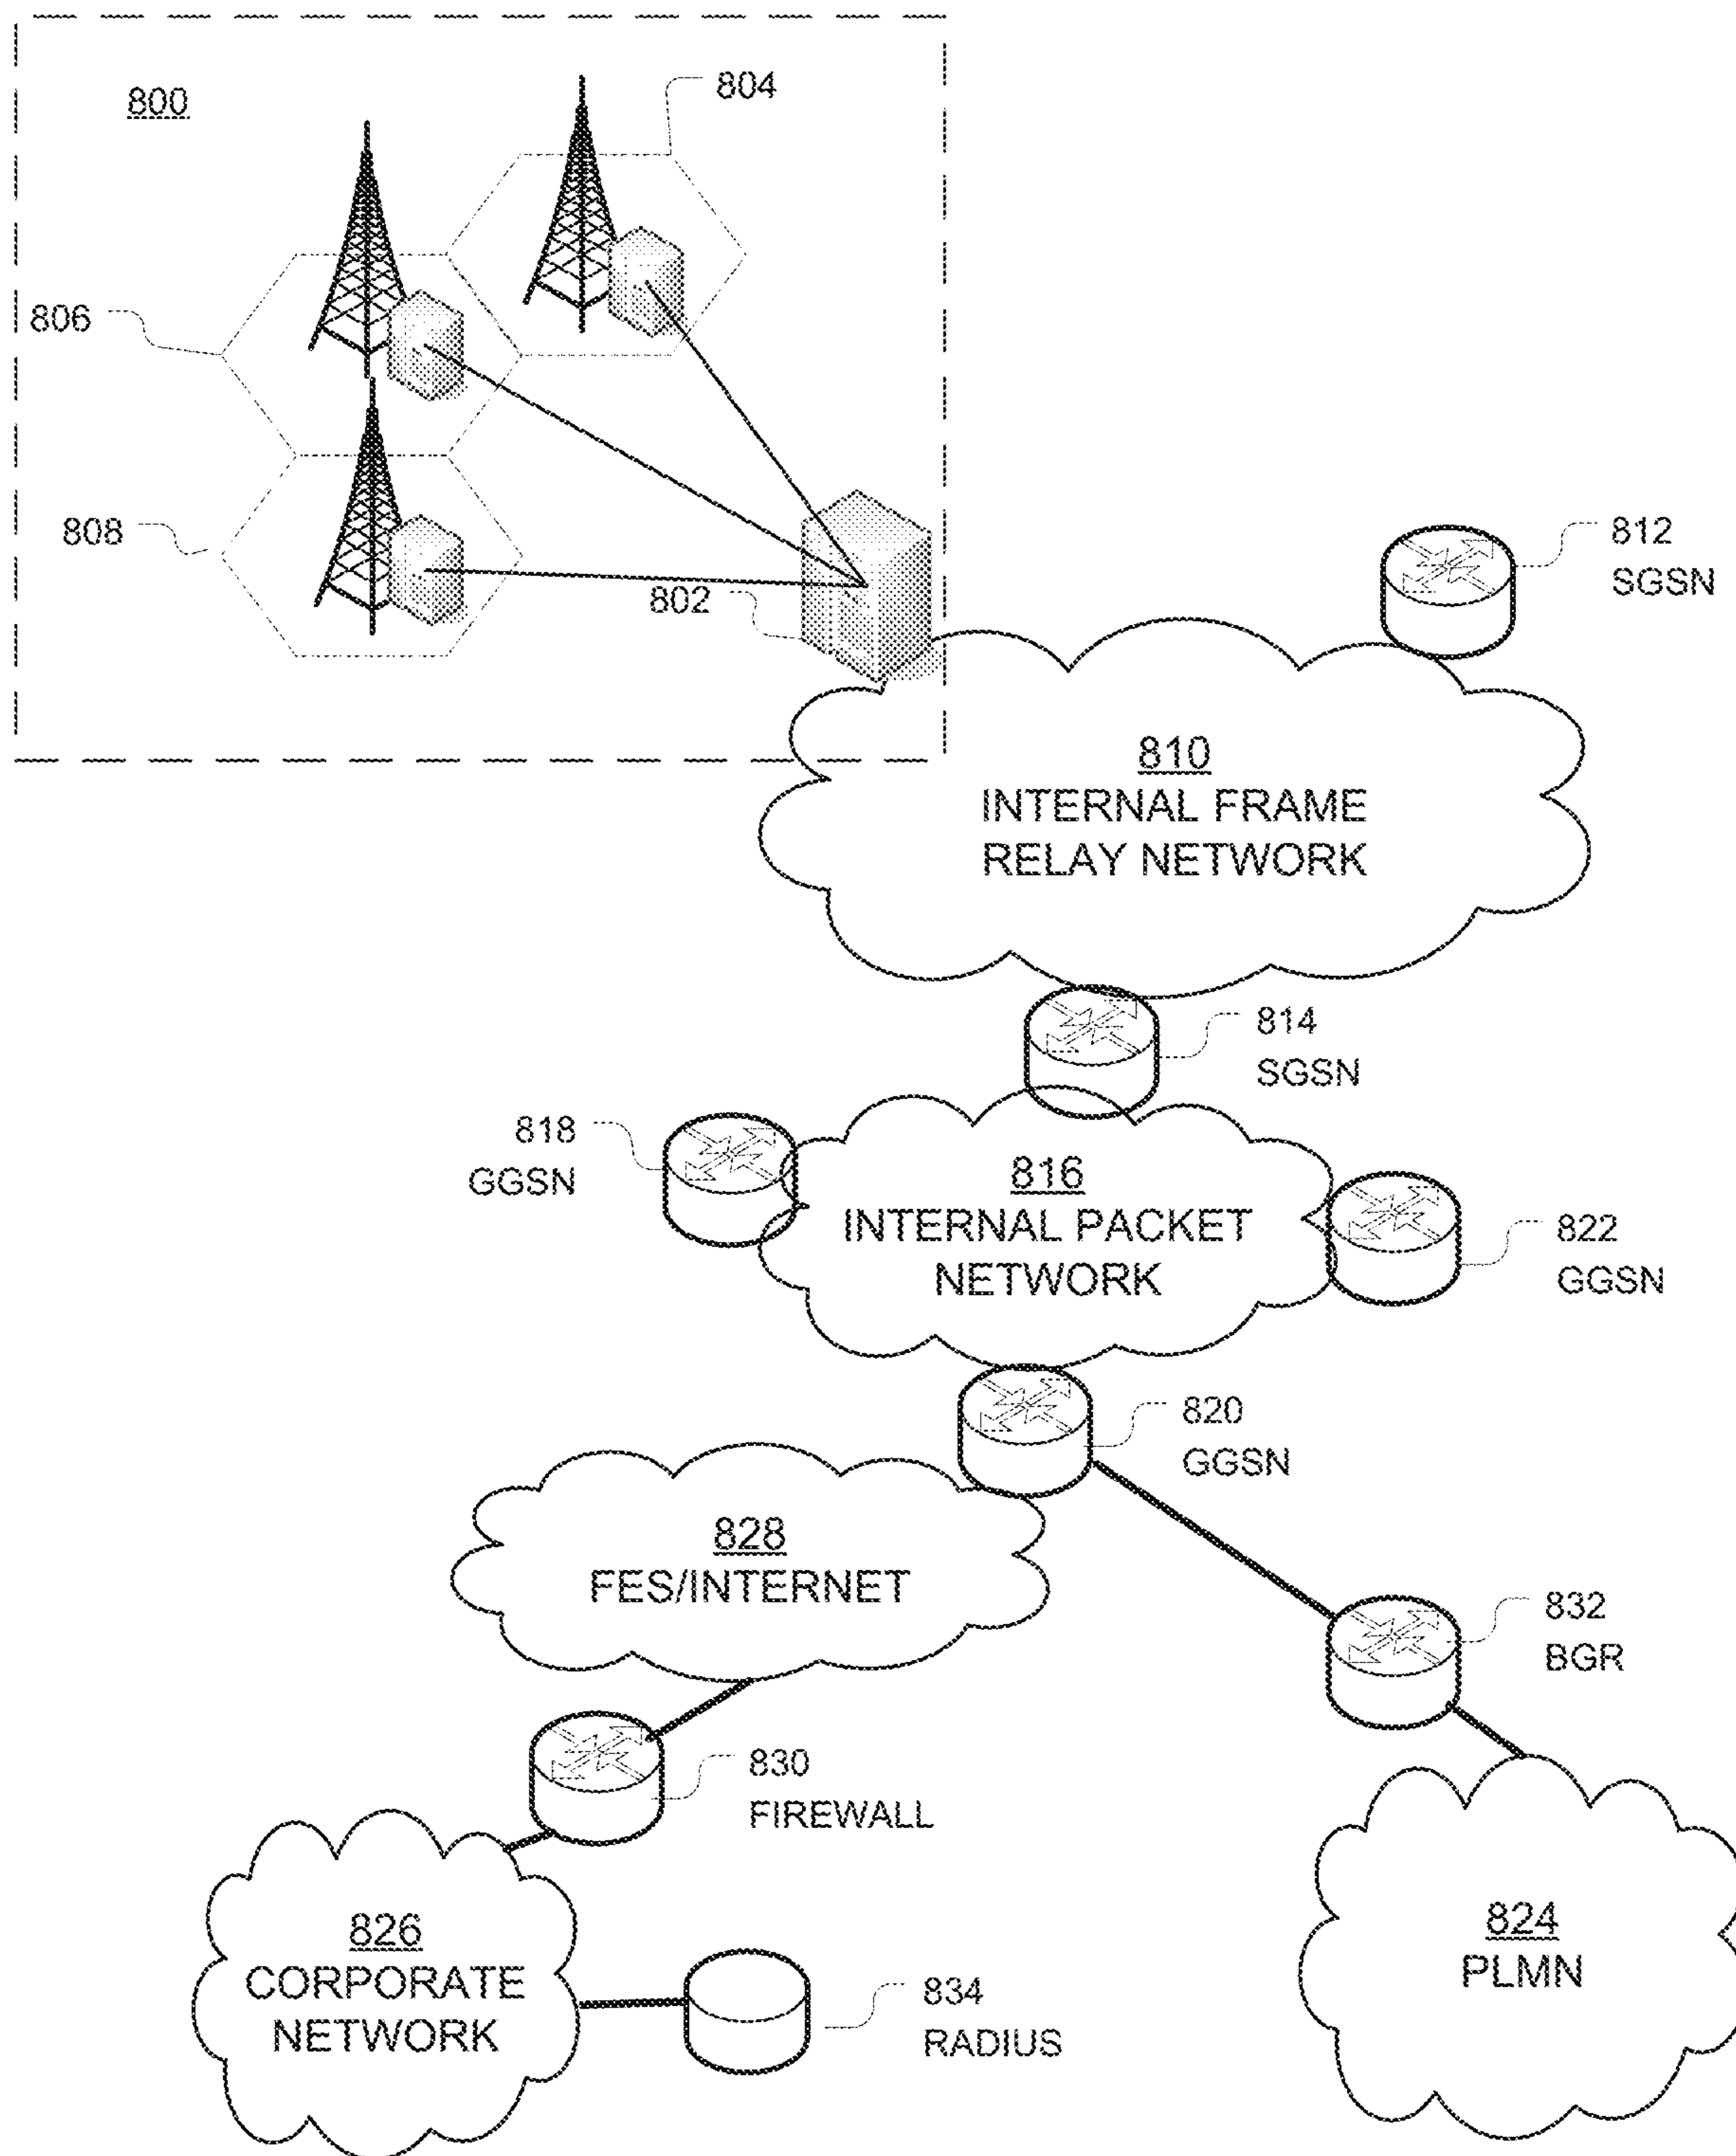 800
804
806
808
802
812
SGSN
810
INTERNAL FRAME
RELAY NETWORK
814
SGSN
818
GGSN
816
INTERNAL PACKET
NETWORK
822
GGSN
820
GGSN
828
FES/INTERNET
832
BGR
830
FIREWALL
826
CORPORATE
NETWORK
824
PLMN
834
RADIUS